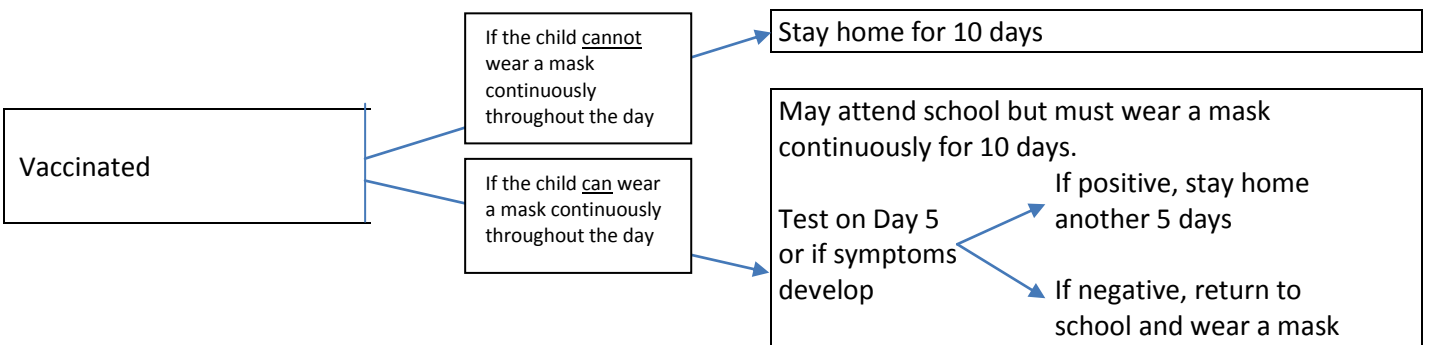 Vaccinated
If the child cannot
wear a mask
continuously
throughout the day
If the child can wear
a mask continuously
throughout the day
Stay home for 10 days
May attend school but must wear a mask
continuously for 10 days.
Test on Day 5
or if symptoms
develop
If positive, stay home
another 5 days
If negative, return to
school and wear a mask